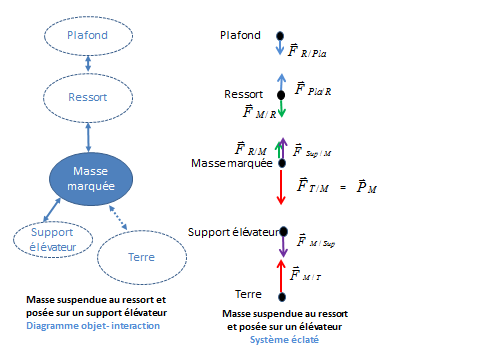 Plafond
Ressort
Masse
marquée
Support
élévateur
Terre
Masse suspendue au ressort et
posée sur un support élévateur
Diagramme objet- interaction
Plafond
F R/Pla
Ressort
F Pla/R
F M/R
F R/M
F Sup/M
Masse marquée
F T/M = P M
Support élévateur
F M/Sup
F M/T
Terre
Masse suspendue au ressort
et posée sur un élévateur
Système éclaté